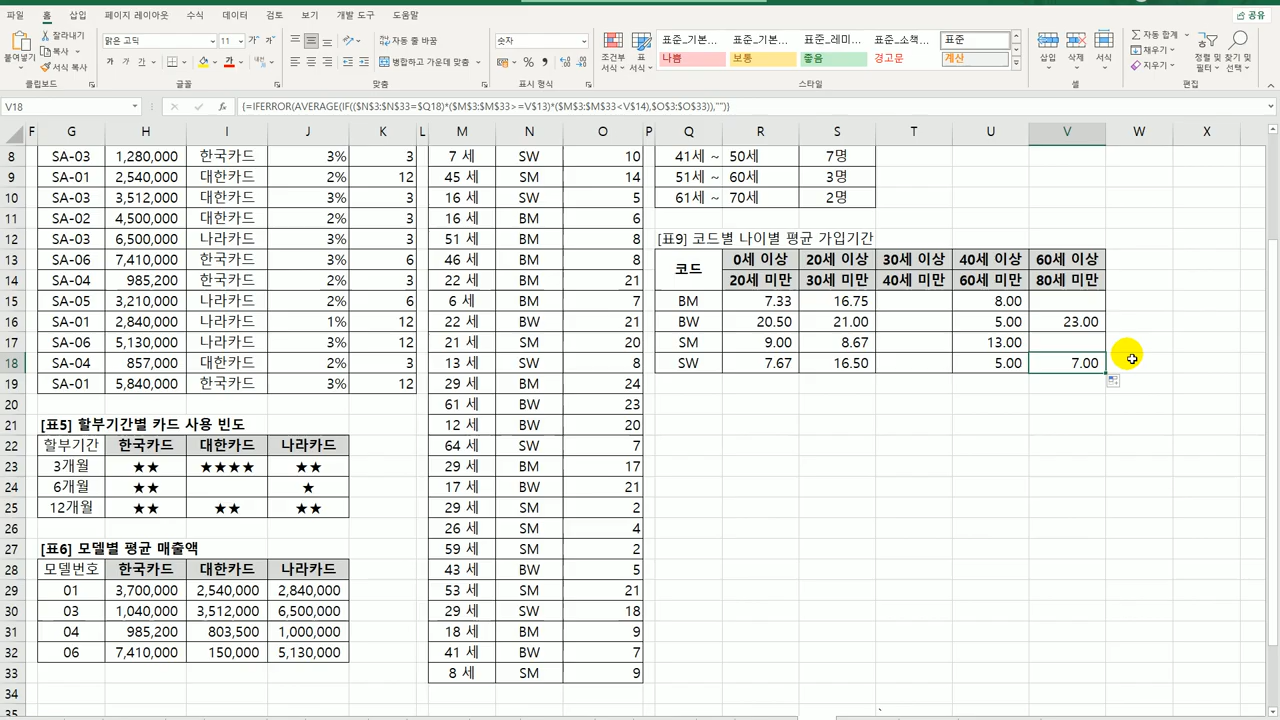 파일 홈 삽입 페이지 레이아웃 수식 데이터 검토 보기 개발 도구 도움말 공유
붙여넣기 잘라내기 복사 서식 복사 클립보드
맑은 고딕 11 가 가 가 가 가 글꼴
자동 줄 바꿈 병합하고 가운데 맞춤 맞춤
숫자 % 표시 형식
조건부 서식 표 서식 표준_기본... 표준_기본... 표준_레미... 표준_소책... 표준
나쁨 보통 좋음 경고문 계산 스타일
삽입 삭제 서식 셀
자동 합계 채우기 지우기 정렬 및 필터 찾기 및 선택 편집
V18 fx {=IFERROR(AVERAGE(IF(($N$3:$N$33=$Q18)*($M$3:$M$33>=V$13)*($M$3:$M$33<V$14),$O$3:$O$33)),"")}
F G H I J K L M N O P Q R S T U V W X
8 SA-03 1,280,000 한국카드 3% 3 7 세 SW 10 41세 ~ 50세 7명
9 SA-01 2,540,000 대한카드 2% 12 45 세 SM 14 51세 ~ 60세 3명
10 SA-03 3,512,000 대한카드 3% 3 16 세 SW 5 61세 ~ 70세 2명
11 SA-02 4,500,000 대한카드 2% 3 16 세 BM 6
12 SA-03 6,500,000 나라카드 3% 3 51 세 BM 8 [표9] 코드별 나이별 평균 가입기간
13 SA-06 7,410,000 한국카드 3% 6 46 세 BM 8 코드 0세 이상 20세 이상 30세 이상 40세 이상 60세 이상
14 SA-04 985,200 한국카드 2% 3 22 세 BM 21 20세 미만 30세 미만 40세 미만 60세 미만 80세 미만
15 SA-05 3,210,000 나라카드 2% 6 6 세 BM 7 BM 7.33 16.75 8.00
16 SA-01 2,840,000 나라카드 1% 12 22 세 BW 21 BW 20.50 21.00 5.00 23.00
17 SA-06 5,130,000 나라카드 3% 12 21 세 SM 20 SM 9.00 8.67 13.00
18 SA-04 857,000 대한카드 2% 3 13 세 SW 8 SW 7.67 16.50 5.00 7.00
19 SA-01 5,840,000 한국카드 3% 12 29 세 BM 24
20 61 세 BW 23
21 [표5] 할부기간별 카드 사용 빈도 12 세 BW 20
22 할부기간 한국카드 대한카드 나라카드 64 세 SW 7
23 3개월 ★★ ★★★★ ★★ 29 세 BM 17
24 6개월 ★★ ★ 17 세 BW 21
25 12개월 ★★ ★★ ★★ 29 세 SM 2
26 26 세 SM 4
27 [표6] 모델별 평균 매출액 59 세 SM 2
28 모델번호 한국카드 대한카드 나라카드 43 세 BW 5
29 01 3,700,000 2,540,000 2,840,000 53 세 SM 21
30 03 1,040,000 3,512,000 6,500,000 29 세 SW 18
31 04 985,200 803,500 1,000,000 18 세 BM 9
32 06 7,410,000 150,000 5,130,000 41 세 BW 7
33 8 세 SM 9
34
35